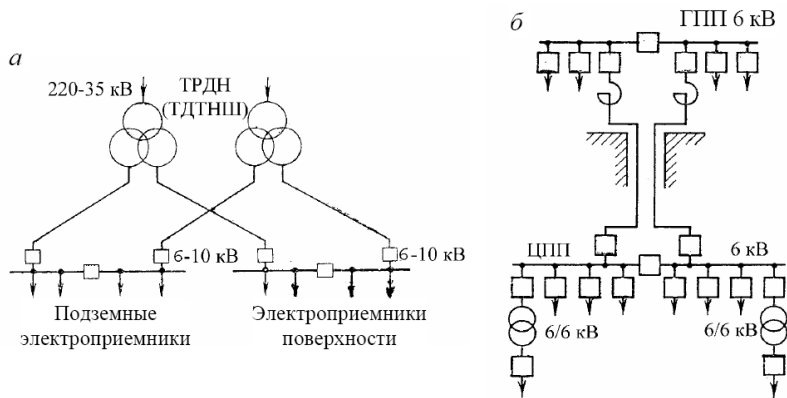 а
220-35 кВ
ТРДН
(ТДТНШ)
6-10 кВ
6-10 кВ
Подземные
электроприемники
Электроприемники
поверхности
б
ГПП 6 кВ
ЦПП
6 кВ
6/6 кВ
6/6 кВ